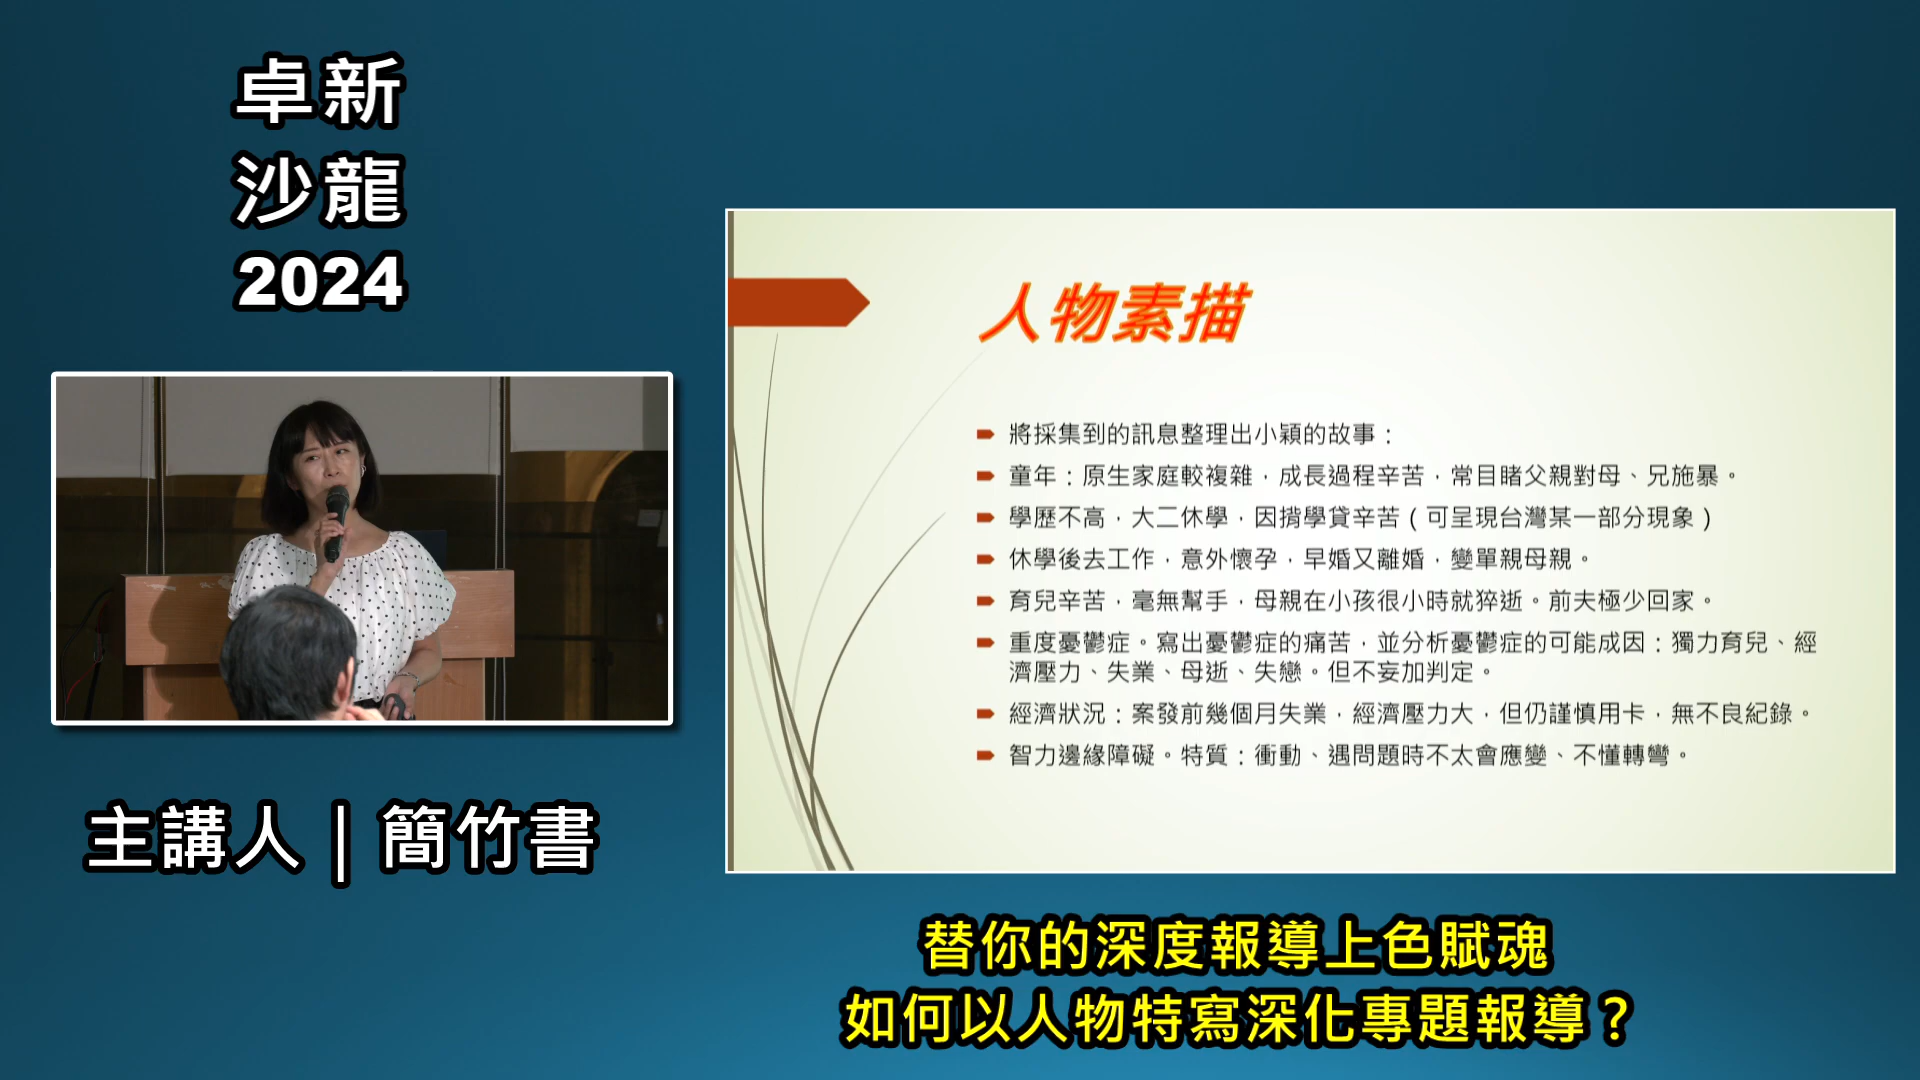 卓新
沙龍
2024
主講人｜簡竹書
人物素描
將採集到的訊息整理出小穎的故事：
童年：原生家庭較複雜，成長過程辛苦，常目睹父親對母、兄施暴。
學歷不高，大二休學，因揹學貸辛苦（可呈現台灣某一部分現象）
休學後去工作，意外懷孕，早婚又離婚，變單親母親。
育兒辛苦，毫無幫手，母親在小孩很小時就猝逝。前夫極少回家。
重度憂鬱症。寫出憂鬱症的痛苦，並分析憂鬱症的可能成因：獨力育兒、經
濟壓力、失業、母逝、失戀。但不妄加判定。
經濟狀況：案發前幾個月失業，經濟壓力大，但仍謹慎用卡，無不良紀錄。
智力邊緣障礙。特質：衝動、遇問題時不太會應變、不懂轉彎。
替你的深度報導上色賦魂
如何以人物特寫深化專題報導？